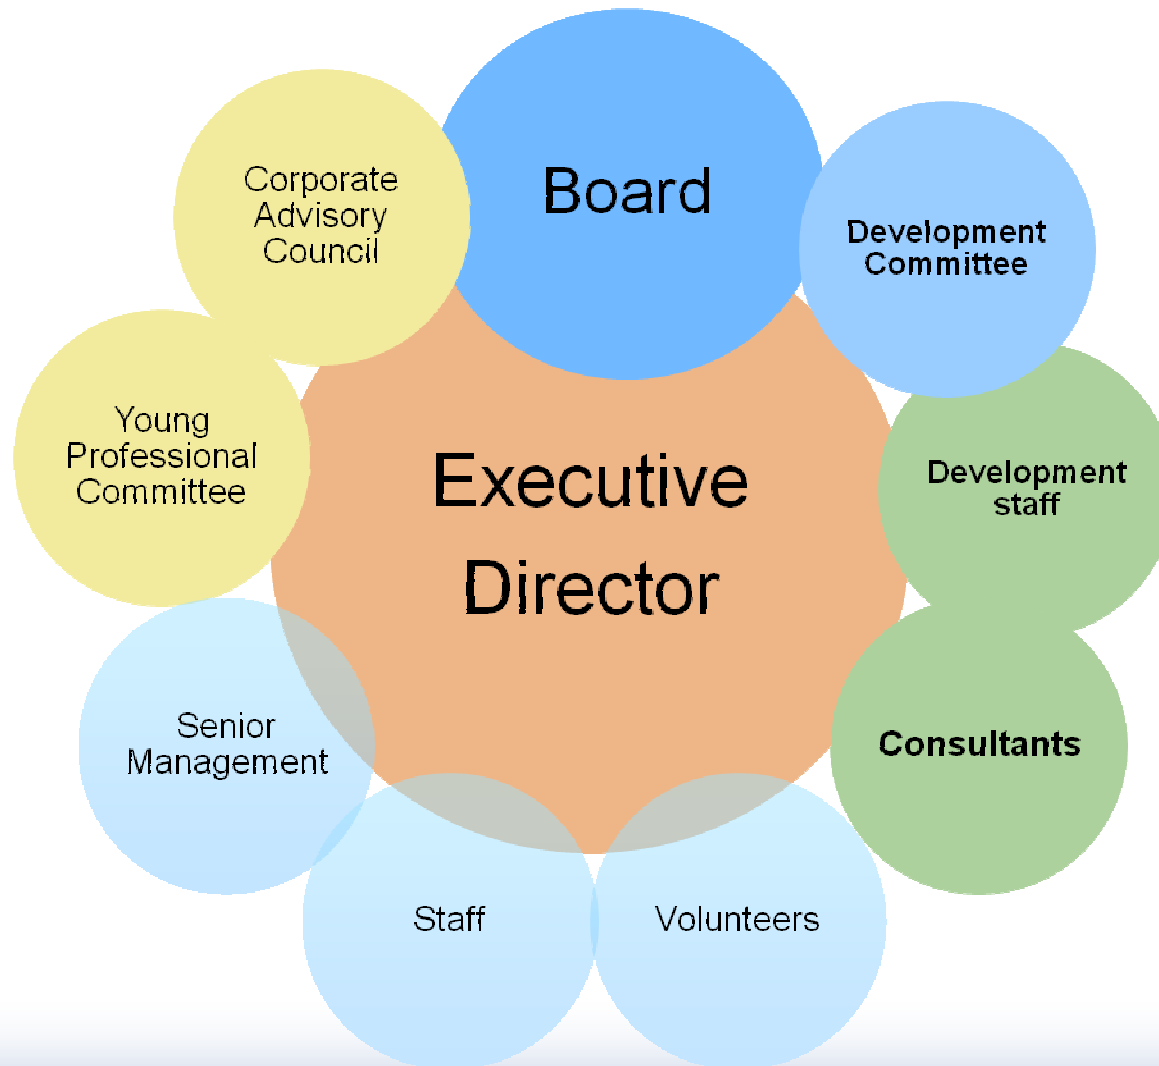 Board
Corporate
Advisory
Council
Development
Committee
Young
Professional
Committee
Executive
Director
Development
staff
Senior
Management
Consultants
Staff
Volunteers